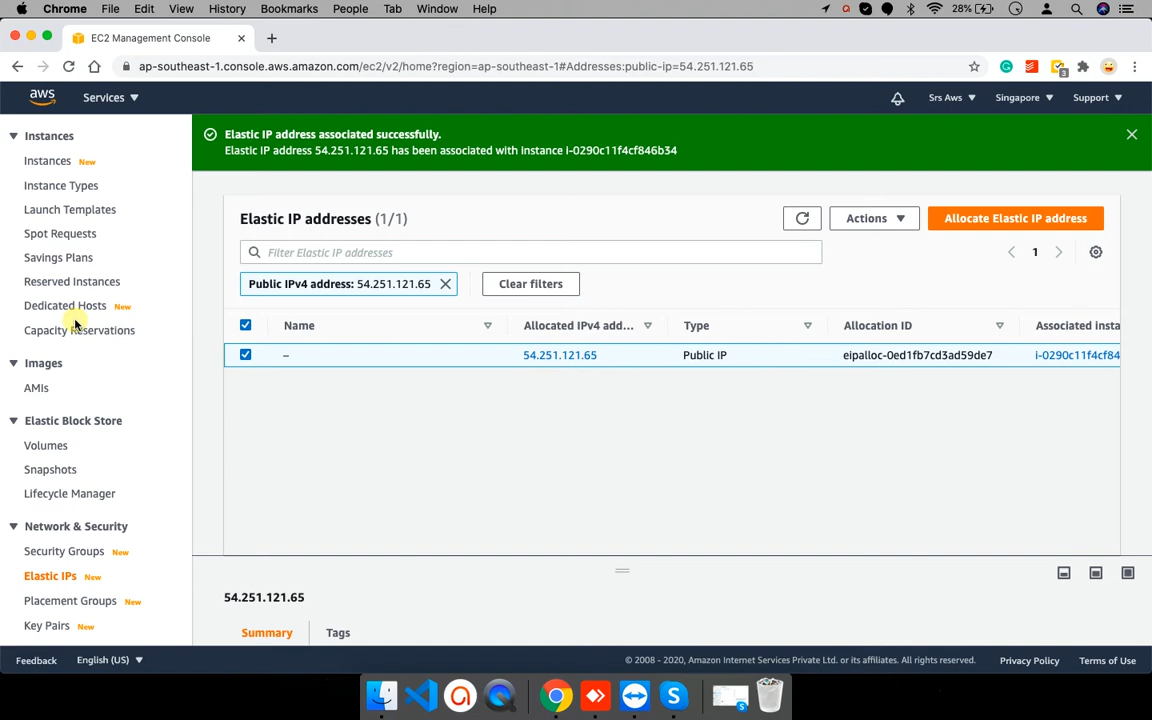 Chrome File Edit View History Bookmarks People Tab Window Help 28%
EC2 Management Console
ap-southeast-1.console.aws.amazon.com/ec2/v2/home?region=ap-southeast-1#Addresses:public-ip=54.251.121.65
aws Services Srs Aws Singapore Support
Instances
Instances New
Instance Types
Launch Templates
Spot Requests
Savings Plans
Reserved Instances
Dedicated Hosts New
Capacity Reservations
Images
AMIs
Elastic Block Store
Volumes
Snapshots
Lifecycle Manager
Network & Security
Security Groups New
Elastic IPs New
Placement Groups New
Key Pairs New
Elastic IP address associated successfully.
Elastic IP address 54.251.121.65 has been associated with instance i-0290c11f4cf846b34
Elastic IP addresses (1/1)
Actions
Allocate Elastic IP address
Filter Elastic IP addresses
1
Public IPv4 address: 54.251.121.65
Clear filters
Name Allocated IPv4 add... Type Allocation ID Associated insta
– 54.251.121.65 Public IP eipalloc-0ed1fb7cd3ad59de7 i-0290c11f4cf84
54.251.121.65
Summary Tags
Feedback English (US) © 2008 - 2020, Amazon Internet Services Private Ltd. or its affiliates. All rights reserved. Privacy Policy Terms of Use